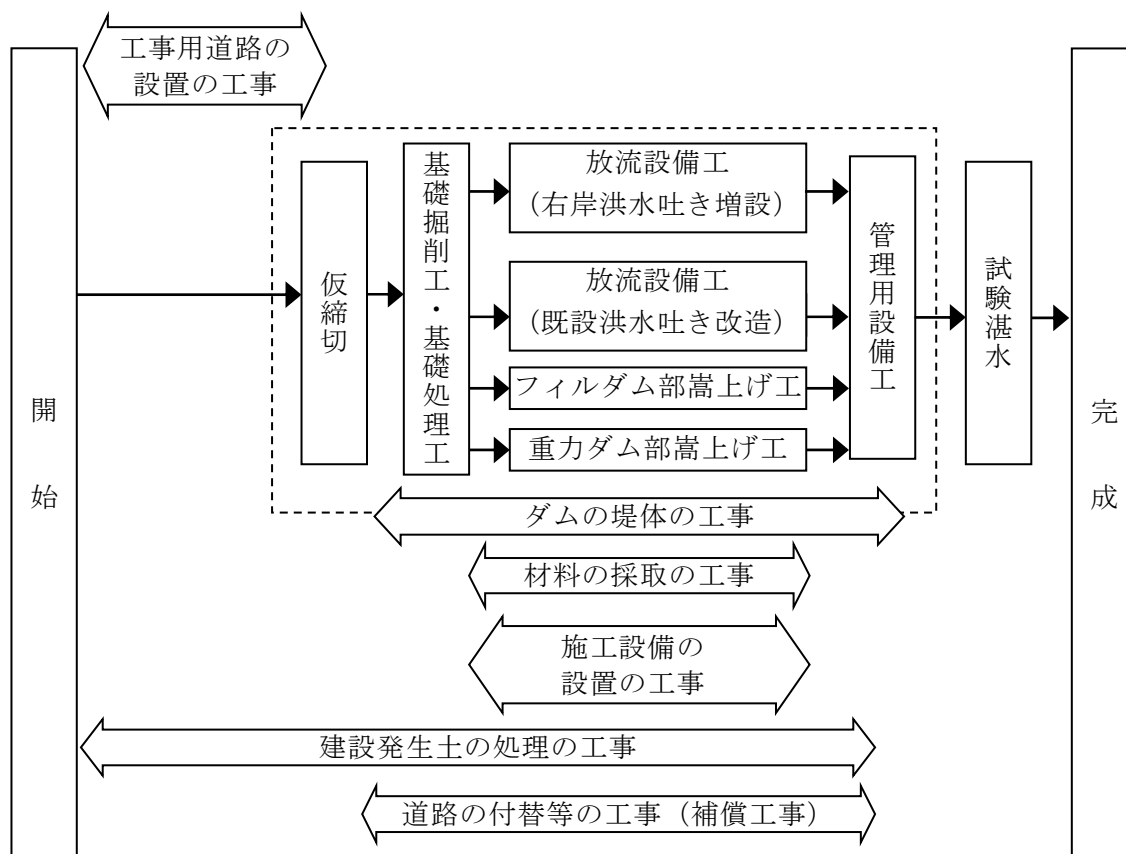 工事用道路の
設置の工事
開始
仮締切
基礎掘削工・基礎処理工
放流設備工
（右岸洪水吐き増設）
放流設備工
（既設洪水吐き改造）
フィルダム部嵩上げ工
重力ダム部嵩上げ工
管理用設備工
試験湛水
完成
ダムの堤体の工事
材料の採取の工事
施工設備の
設置の工事
建設発生土の処理の工事
道路の付替等の工事（補償工事）